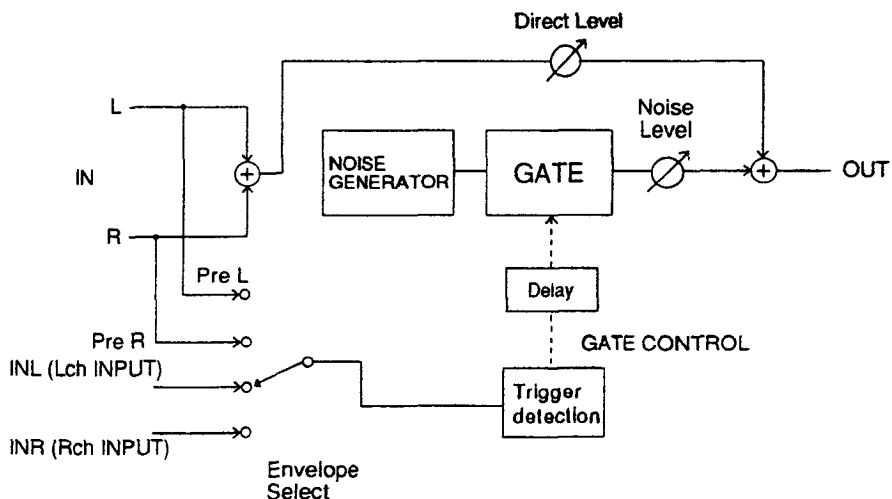 Direct Level
L
Noise
Level
NOISE
GENERATOR
GATE
+
+
OUT
IN
R
Pre L
Delay
Pre R
GATE CONTROL
INL (Lch INPUT)
Trigger
detection
INR (Rch INPUT)
Envelope
Select